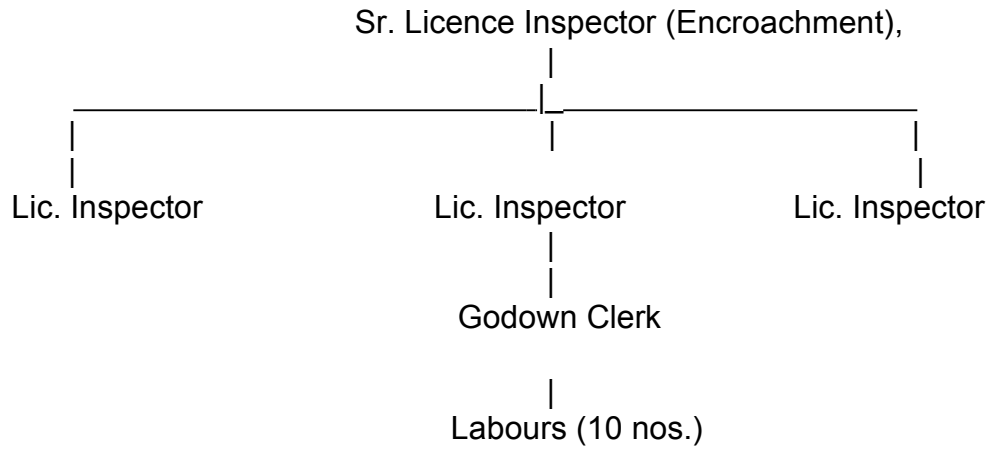 Sr. Licence Inspector (Encroachment),
Lic. Inspector Lic. Inspector Lic. Inspector
Godown Clerk
Labours (10 nos.)